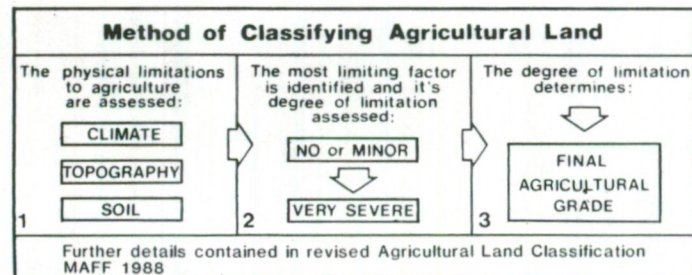 Method of Classifying Agricultural Land
The physical limitations
to agriculture
are assessed:
CLIMATE
TOPOGRAPHY
SOIL
1
The most limiting factor
is identified and it's
degree of limitation
assessed:
NO or MINOR
VERY SEVERE
2
The degree of limitation
determines:
FINAL
AGRICULTURAL
GRADE
3
Further details contained in revised Agricultural Land Classification
MAFF 1988